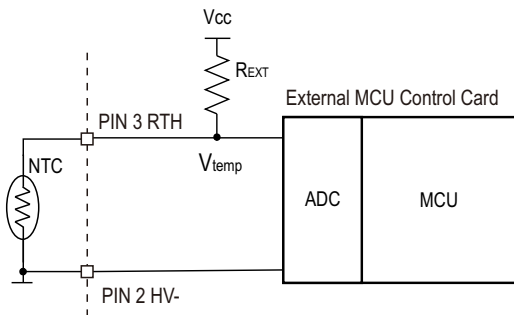 Vcc
REXT
External MCU Control Card
PIN 3 RTH
NTC
Vtemp
ADC
MCU
PIN 2 HV-